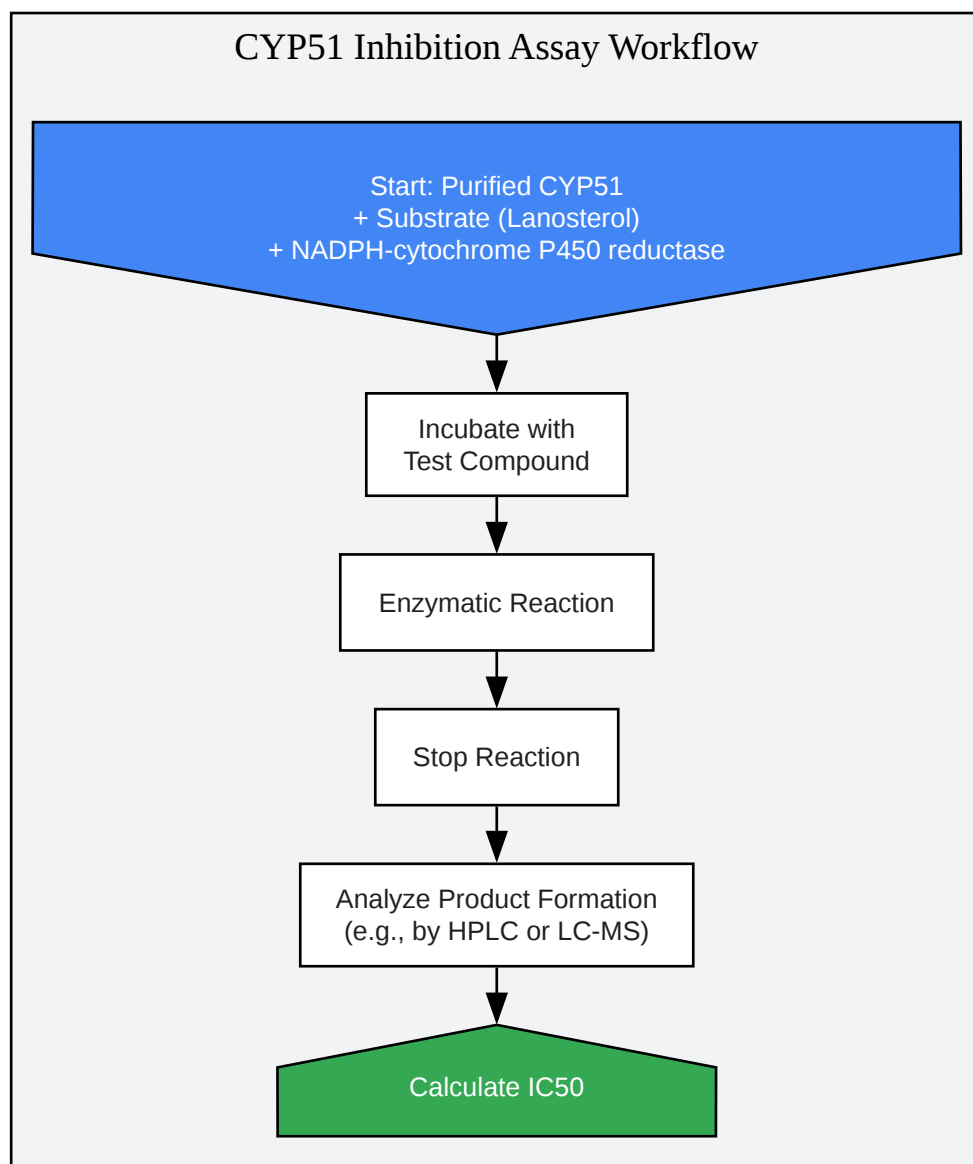 CYP51 Inhibition Assay Workflow
Start: Purified CYP51
+ Substrate (Lanosterol)
+ NADPH-cytochrome P450 reductase
Incubate with
Test Compound
Enzymatic Reaction
Stop Reaction
Analyze Product Formation
(e.g., by HPLC or LC-MS)
Calculate IC50